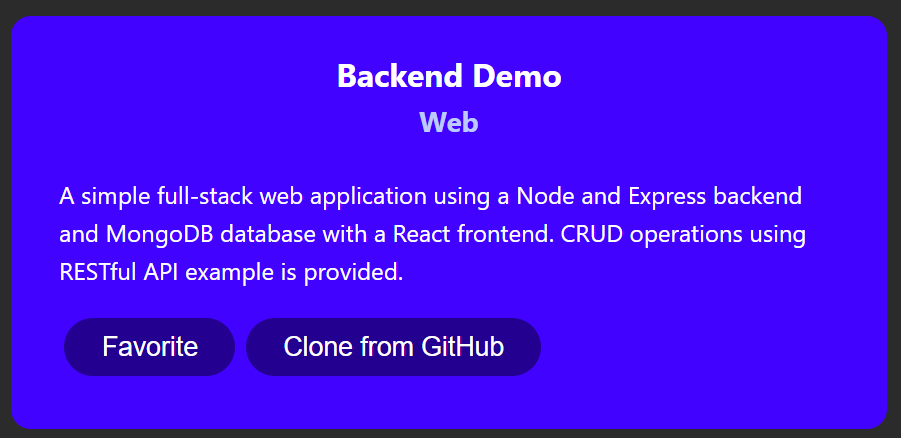 Backend Demo
Web
A simple full-stack web application using a Node and Express backend
and MongoDB database with a React frontend. CRUD operations using
RESTful API example is provided.
Favorite
Clone from GitHub